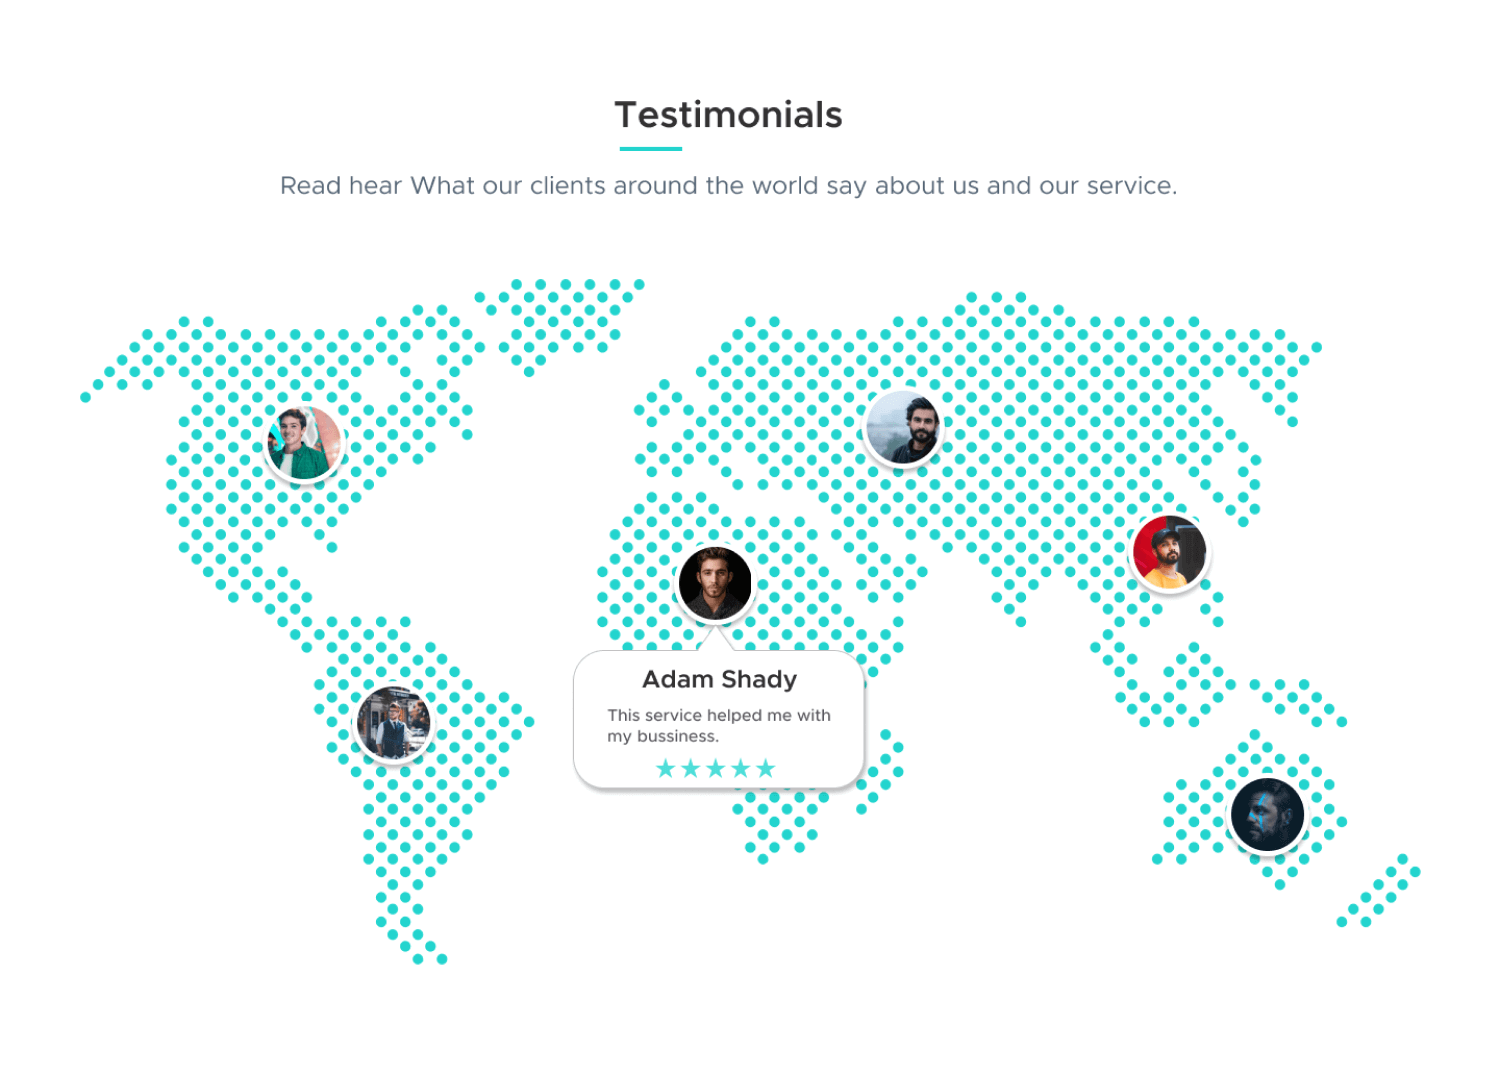 Testimonials
Read hear What our clients around the world say about us and our service.
Adam Shady
This service helped me with
my bussiness.